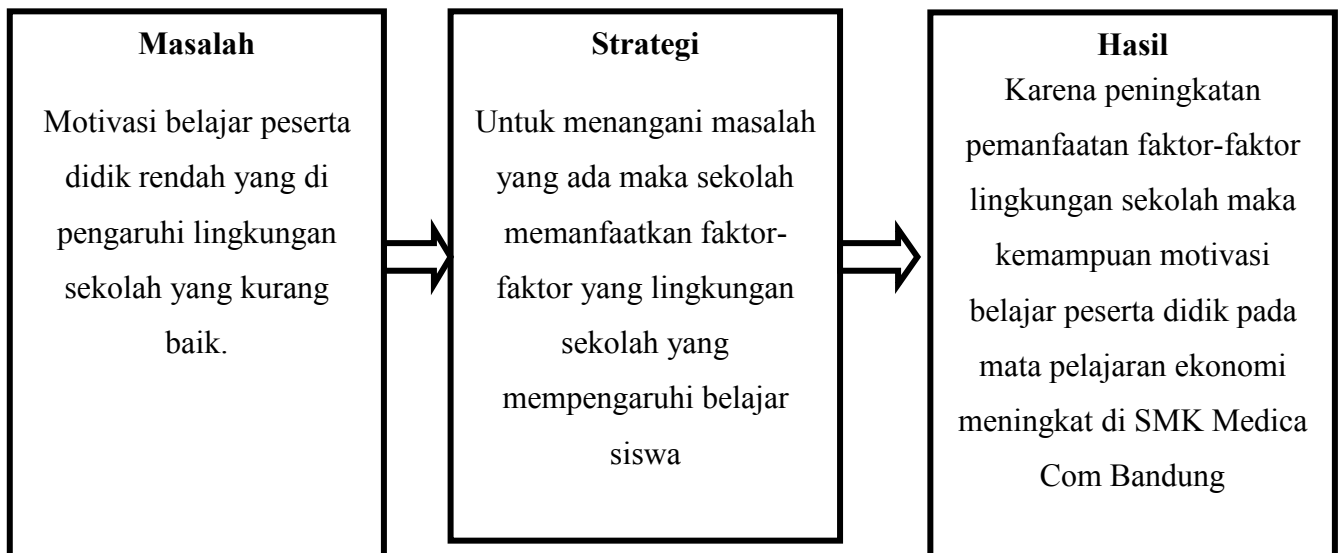 Masalah
Motivasi belajar peserta
didik rendah yang di
pengaruhi lingkungan
sekolah yang kurang
baik.
Strategi
Untuk menangani masalah
yang ada maka sekolah
memanfaatkan faktor-
faktor yang lingkungan
sekolah yang
mempengaruhi belajar
siswa
Hasil
Karena peningkatan
pemanfaatan faktor-faktor
lingkungan sekolah maka
kemampuan motivasi
belajar peserta didik pada
mata pelajaran ekonomi
meningkat di SMK Medica
Com Bandung